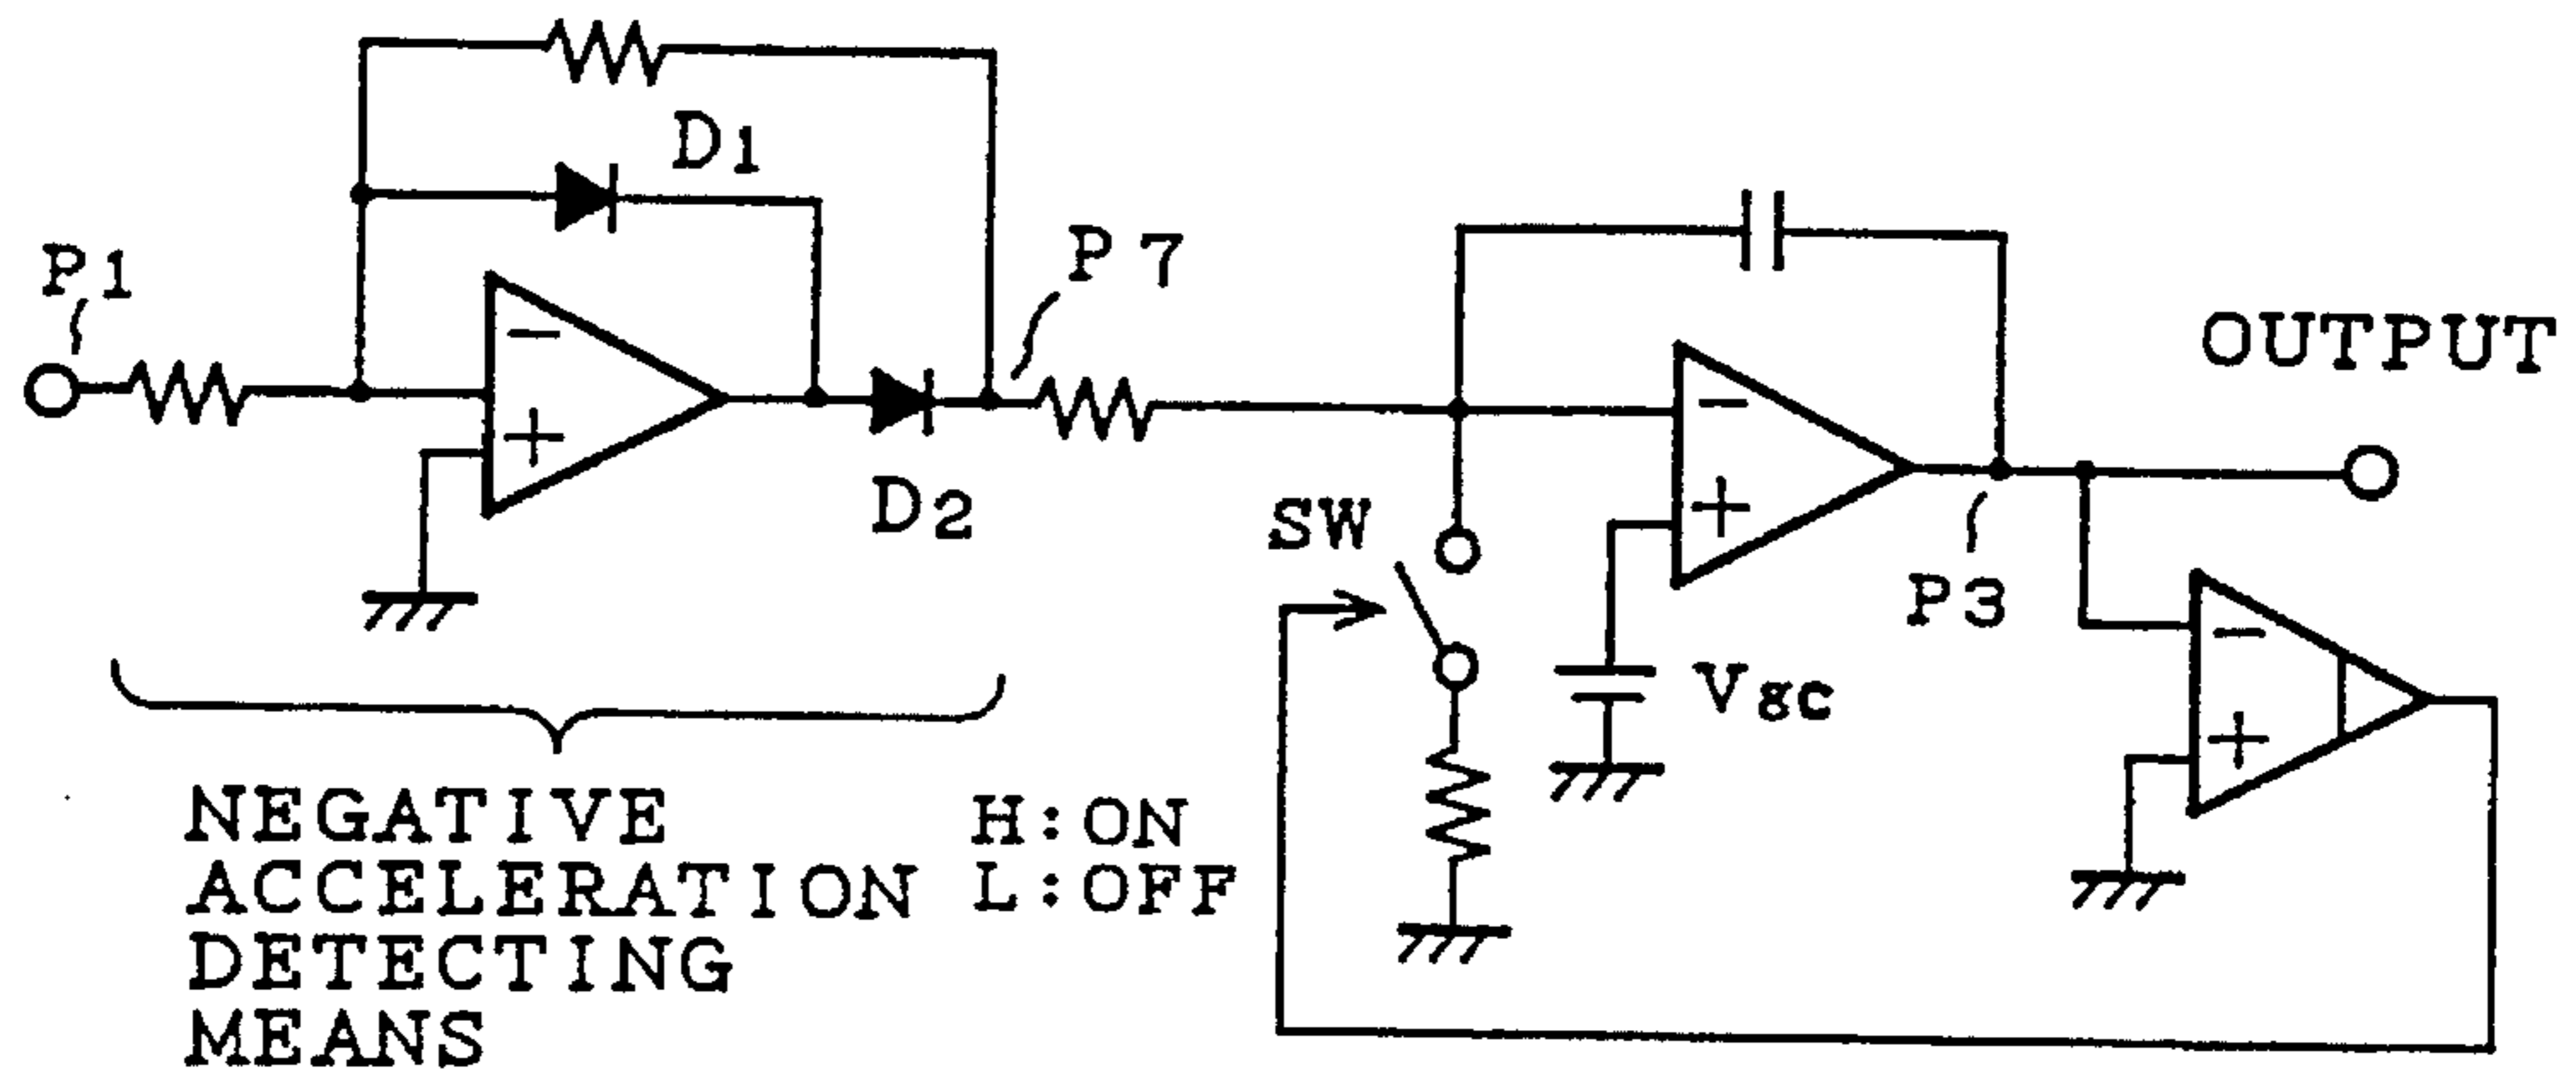 D1
P1
P7
OUTPUT
−
+
D2
−
+
SW
P3
Vgc
−
+
NEGATIVE
ACCELERATION
DETECTING
MEANS
H:ON
L:OFF